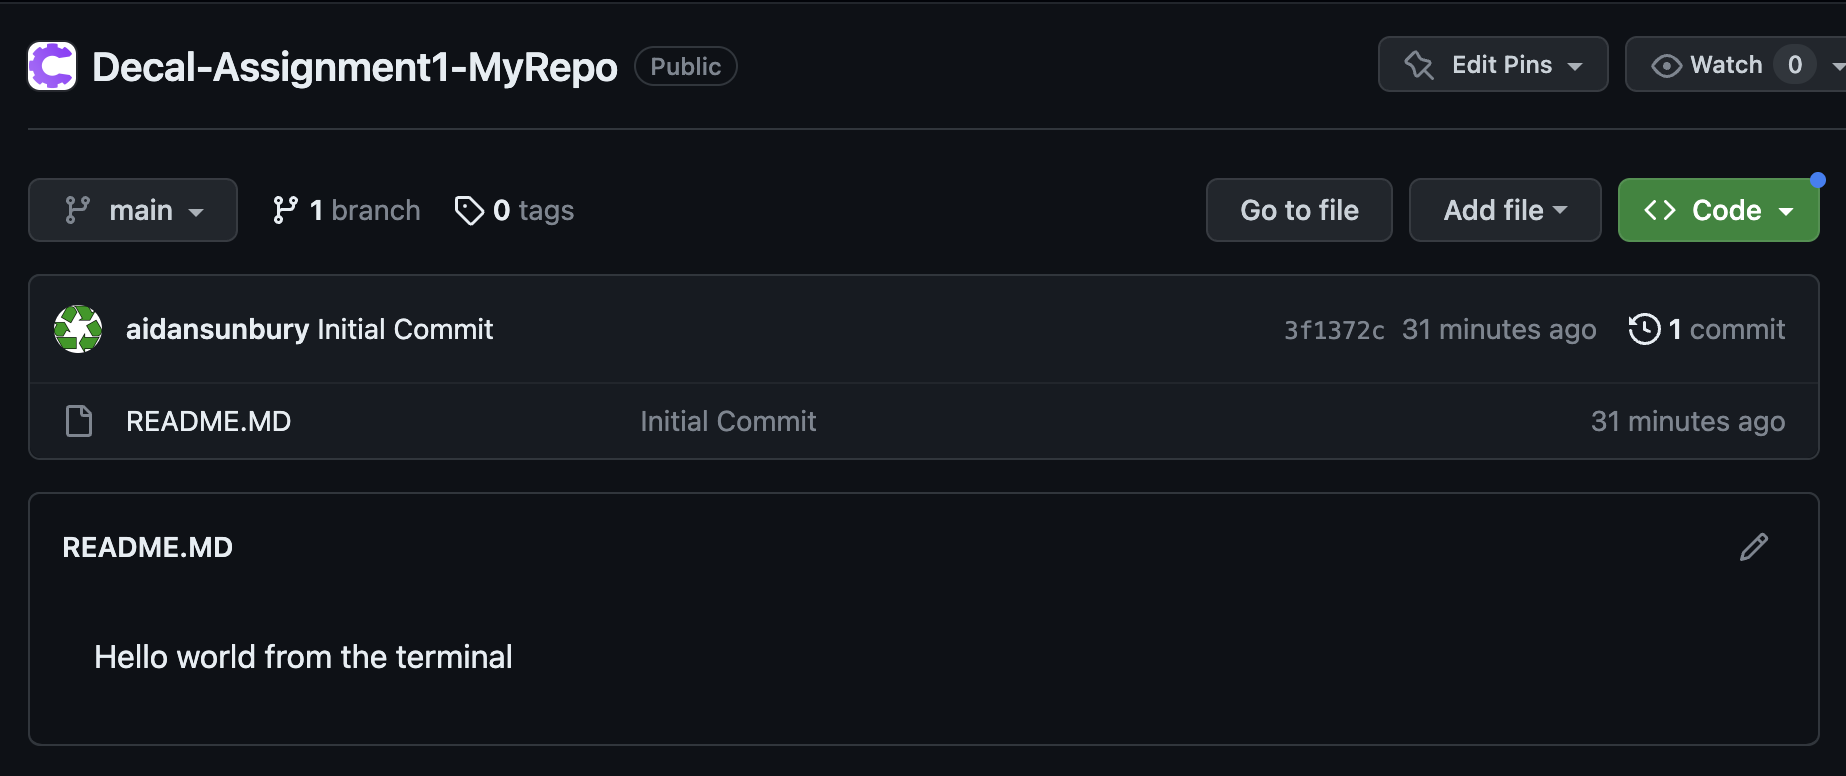 Decal-Assignment1-MyRepo Public Edit Pins Watch 0
main 1 branch 0 tags Go to file Add file <> Code
aidansunbury Initial Commit 3f1372c 31 minutes ago 1 commit
README.MD Initial Commit 31 minutes ago
README.MD
Hello world from the terminal